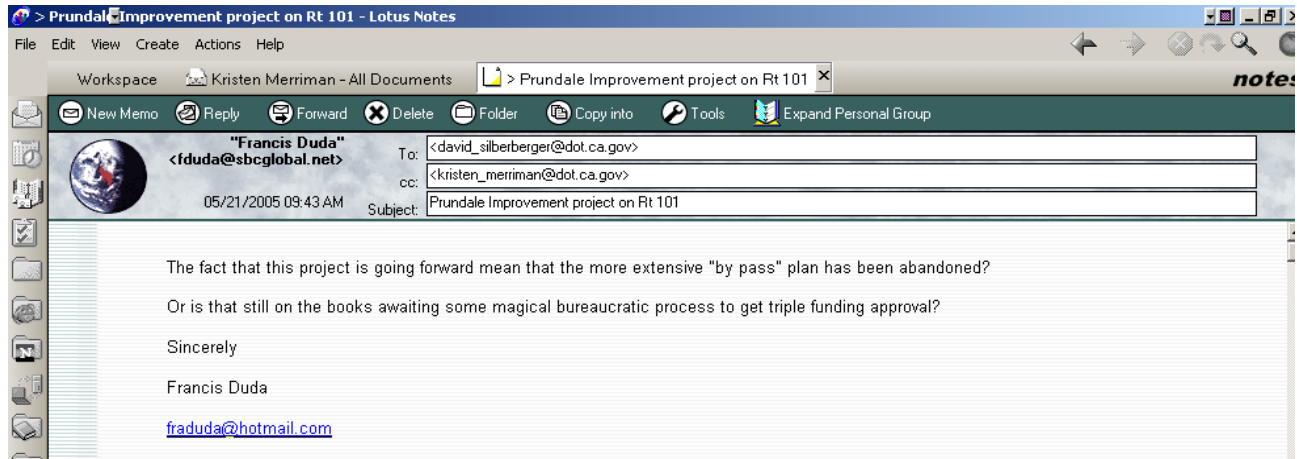 > Prundale Improvement project on Rt 101 - Lotus Notes
File Edit View Create Actions Help
Workspace Kristen Merriman - All Documents > Prundale Improvement project on Rt 101 notes
New Memo Reply Forward Delete Folder Copy into Tools Expand Personal Group
"Francis Duda"
<fduda@sbcglobal.net>
05/21/2005 09:43 AM
To: <david_silberberger@dot.ca.gov>
cc: <kristen_merriman@dot.ca.gov>
Subject: Prundale Improvement project on Rt 101
The fact that this project is going forward mean that the more extensive "by pass" plan has been abandoned?
Or is that still on the books awaiting some magical bureaucratic process to get triple funding approval?
Sincerely
Francis Duda
fraduda@hotmail.com